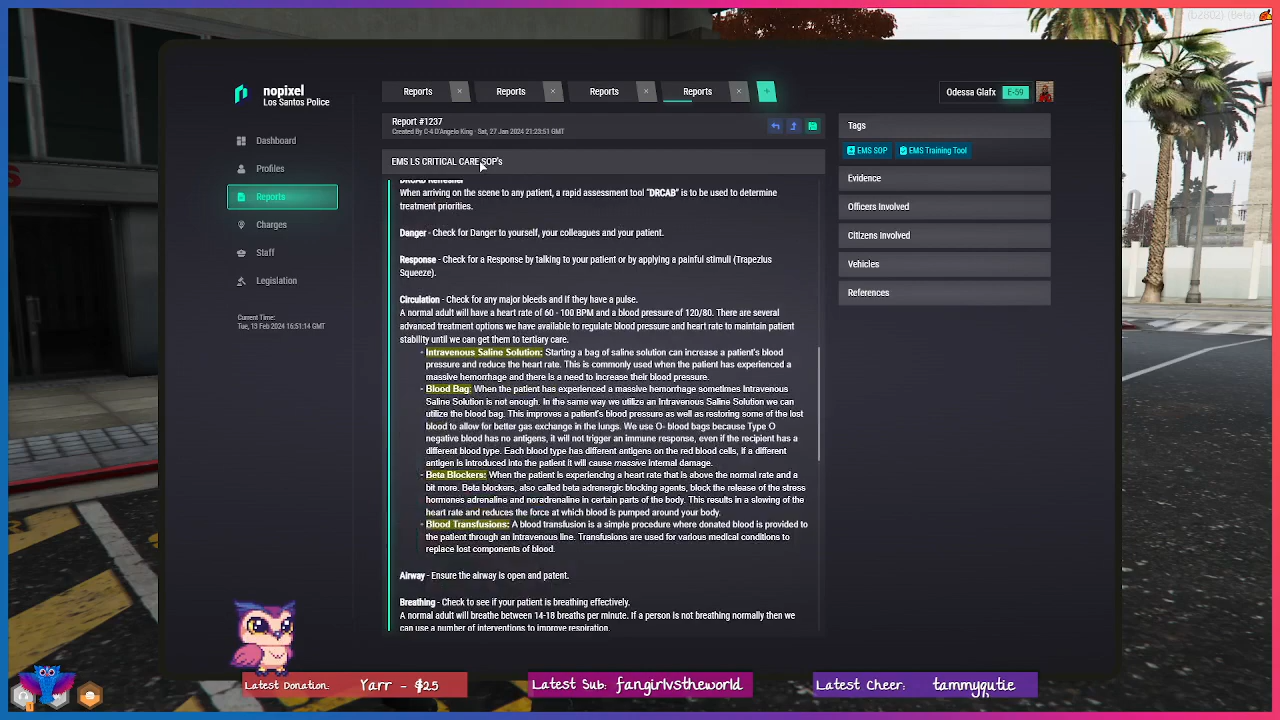 nopixel
Los Santos Police
Dashboard
Profiles
Reports
Charges
Staff
Legislation
Current Time:
Tue, 13 Feb 2024 16:51:14 GMT
Reports × Reports × Reports × Reports × +
Odessa Glafx E-59
Report #1237
Created By C-4 D'Angelo King - Sat, 27 Jan 2024 21:23:51 GMT
EMS LS CRITICAL CARE SOP's
DRCAB Refresher
When arriving on the scene to any patient, a rapid assessment tool "DRCAB" is to be used to determine
treatment priorities.
Danger - Check for Danger to yourself, your colleagues and your patient.
Response - Check for a Response by talking to your patient or by applying a painful stimuli (Trapezius
Squeeze).
Circulation - Check for any major bleeds and if they have a pulse.
A normal adult will have a heart rate of 60 - 100 BPM and a blood pressure of 120/80. There are several
advanced treatment options we have available to regulate blood pressure and heart rate to maintain patient
stability until we can get them to tertiary care.
- Intravenous Saline Solution: Starting a bag of saline solution can increase a patient's blood
pressure and reduce the heart rate. This is commonly used when the patient has experienced a
massive hemorrhage and there is a need to increase their blood pressure.
- Blood Bag: When the patient has experienced a massive hemorrhage sometimes Intravenous
Saline Solution is not enough. In the same way we utilize an Intravenous Saline Solution we can
utilize the blood bag. This improves a patient's blood pressure as well as restoring some of the lost
blood to allow for better gas exchange in the lungs. We use O- blood bags because Type O
negative blood has no antigens, it will not trigger an immune response, even if the recipient has a
different blood type. Each blood type has different antigens on the red blood cells, if a different
antigen is introduced into the patient it will cause massive internal damage.
- Beta Blockers: When the patient is experiencing a heart rate that is above the normal rate and a
bit more. Beta blockers, also called beta adrenergic blocking agents, block the release of the stress
hormones adrenaline and noradrenaline in certain parts of the body. This results in a slowing of the
heart rate and reduces the force at which blood is pumped around your body.
- Blood Transfusions: A blood transfusion is a simple procedure where donated blood is provided to
the patient through an intravenous line. Transfusions are used for various medical conditions to
replace lost components of blood.
Airway - Ensure the airway is open and patent.
Breathing - Check to see if your patient is breathing effectively.
A normal adult will breathe between 14-18 breaths per minute. If a person is not breathing normally then we
can use a number of interventions to improve respiration.
Tags
EMS SOP EMS Training Tool
Evidence
Officers Involved
Citizens Involved
Vehicles
References
Latest Donation: Yarr - $25
Latest Sub: fangirlvstheworld
Latest Cheer: tammyqutie